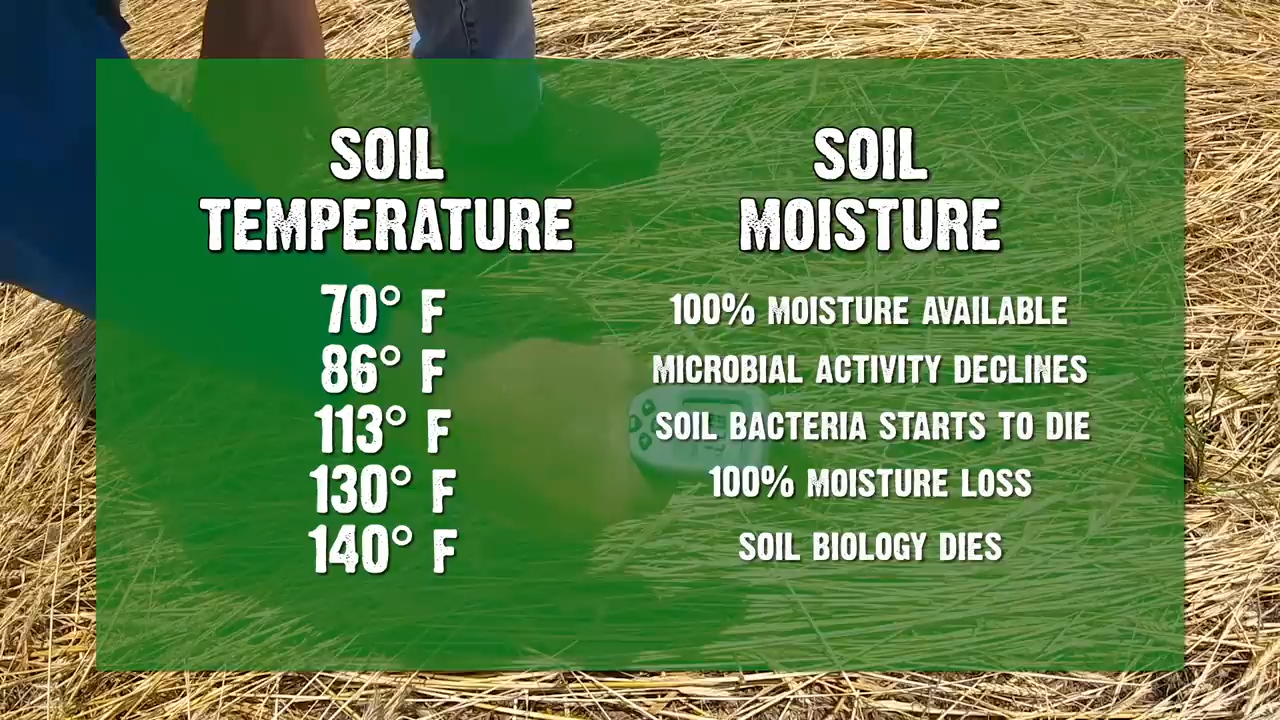 SOIL TEMPERATURE
SOIL MOISTURE
70° F 100% MOISTURE AVAILABLE
86° F MICROBIAL ACTIVITY DECLINES
113° F SOIL BACTERIA STARTS TO DIE
130° F 100% MOISTURE LOSS
140° F SOIL BIOLOGY DIES